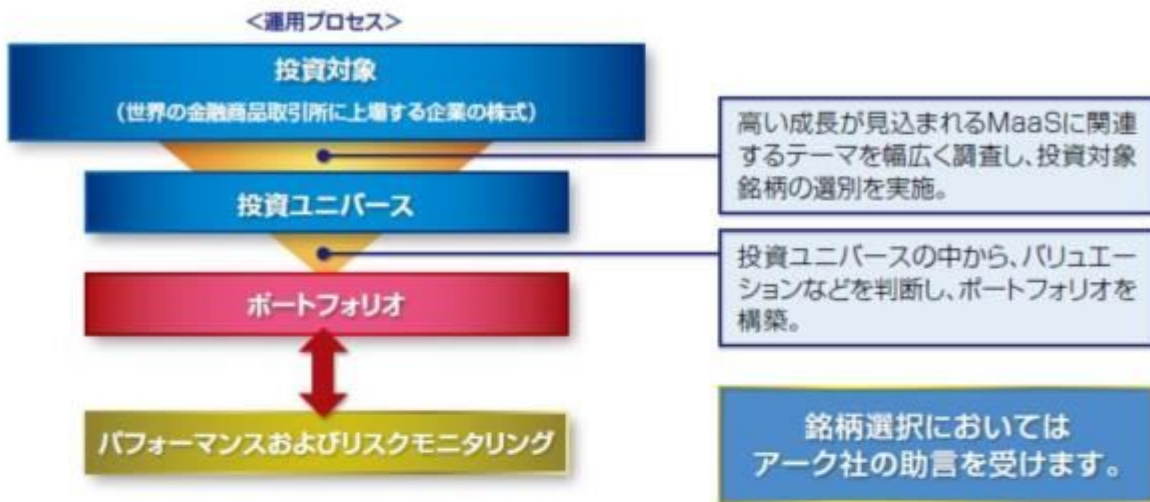 ＜運用プロセス＞
投資対象
（世界の金融商品取引所に上場する企業の株式）
高い成長が見込まれるMaaSに関連
するテーマを幅広く調査し、投資対象
銘柄の選別を実施。
投資ユニバース
投資ユニバースの中から、バリュエー
ションなどを判断し、ポートフォリオを
構築。
ポートフォリオ
パフォーマンスおよびリスクモニタリング
銘柄選択においては
アーク社の助言を受けます。